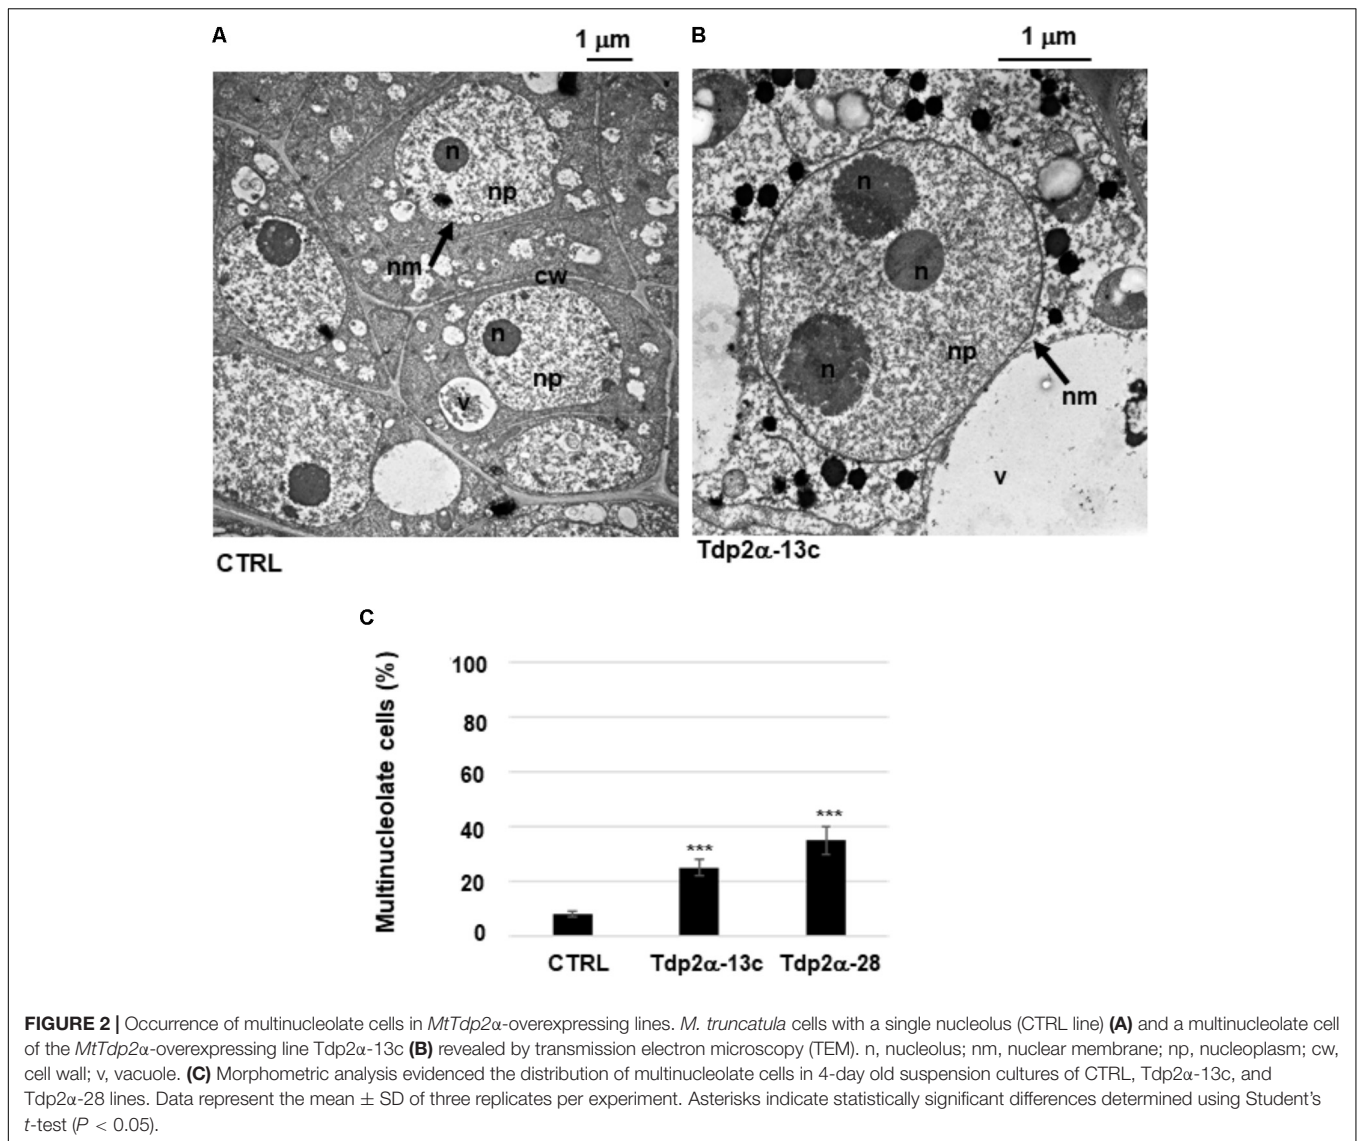 A
1 μm
B
1 μm
n
np
nm
cw
n
np
v
n
n
n
np
nm
v
CTRL
Tdp2α-13c
C
Multinucleolate cells (%)
100
80
60
40
20
0
***
***
CTRL
Tdp2α-13c
Tdp2α-28
FIGURE 2 | Occurrence of multinucleolate cells in MtTdp2α-overexpressing lines. M. truncatula cells with a single nucleolus (CTRL line) (A) and a multinucleolate cell
of the MtTdp2α-overexpressing line Tdp2α-13c (B) revealed by transmission electron microscopy (TEM). n, nucleolus; nm, nuclear membrane; np, nucleoplasm; cw,
cell wall; v, vacuole. (C) Morphometric analysis evidenced the distribution of multinucleolate cells in 4-day old suspension cultures of CTRL, Tdp2α-13c, and
Tdp2α-28 lines. Data represent the mean ± SD of three replicates per experiment. Asterisks indicate statistically significant differences determined using Student's
t-test (P < 0.05).